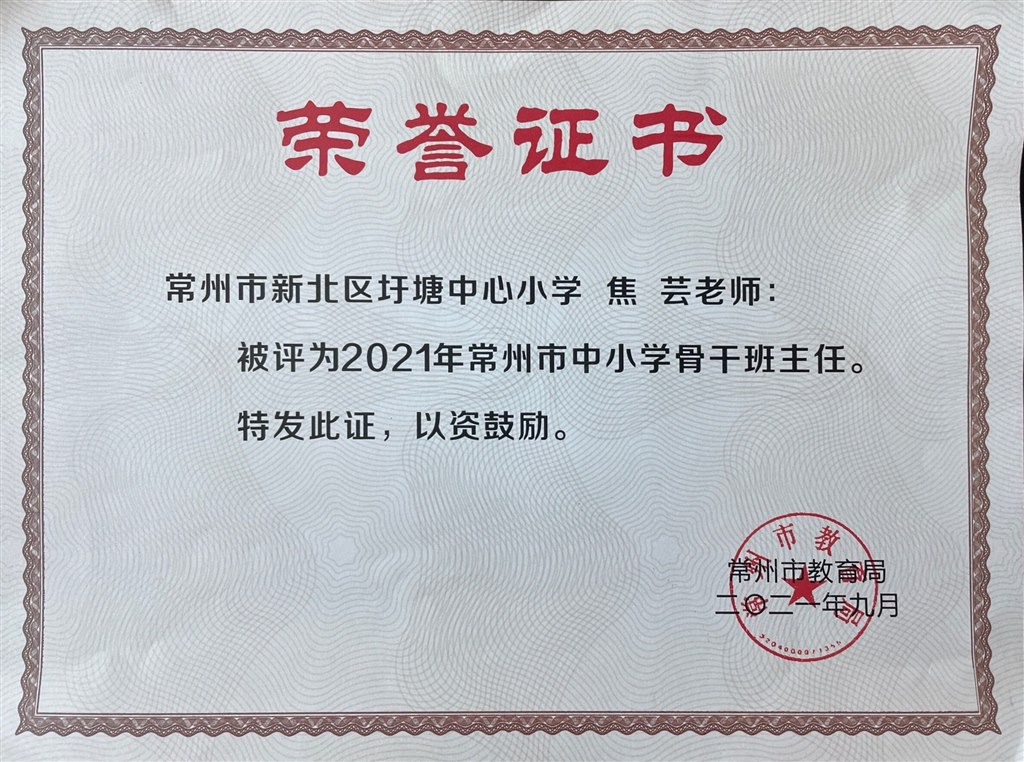 荣誉证书
常州市新北区圩塘中心小学 焦 芸老师：
被评为2021年常州市中小学骨干班主任。
特发此证，以资鼓励。
常州市教育局
二〇二一年九月